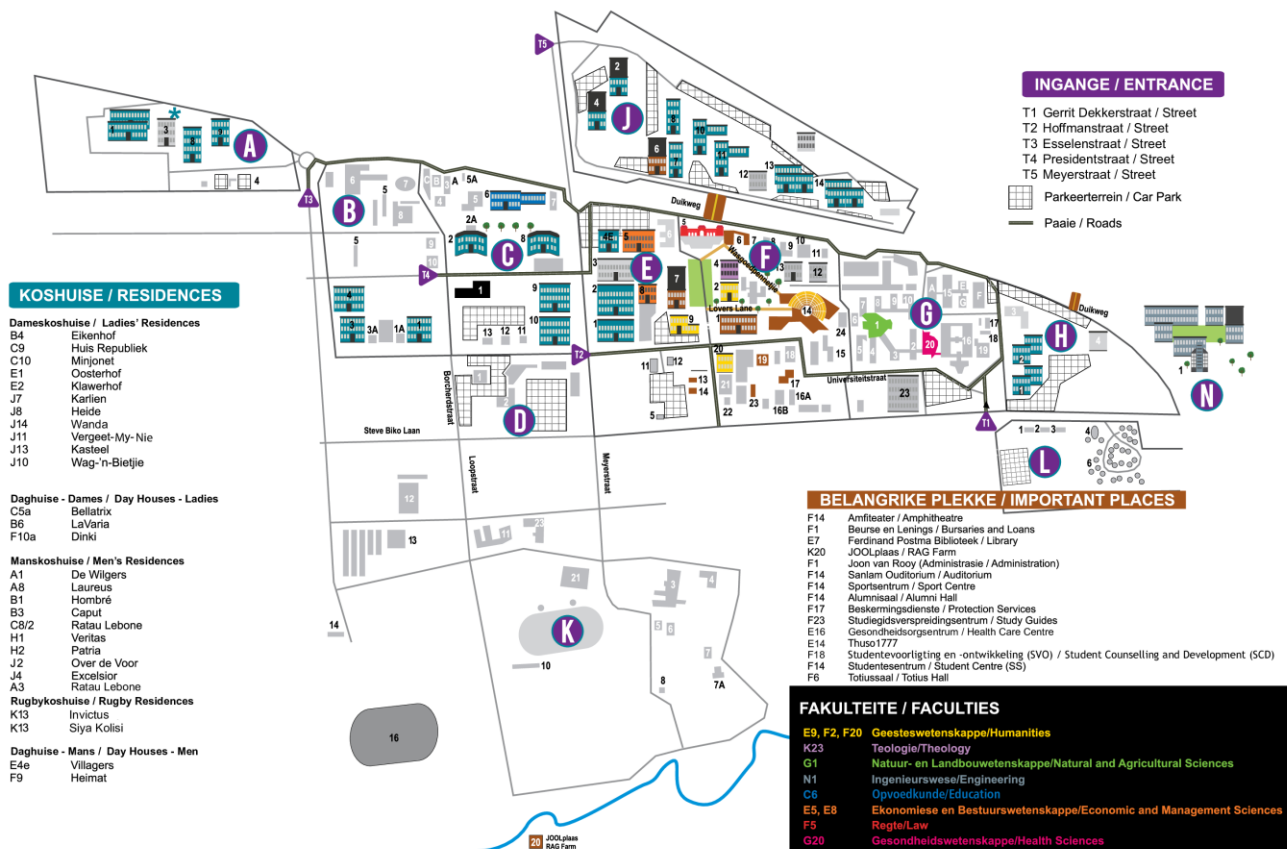 INGANGE / ENTRANCE
T1 Gerrit Dekkerstraat / Street
T2 Hoffmanstraat / Street
T3 Esselenstraat / Street
T4 Presidentstraat / Street
T5 Meyerstraat / Street
Parkeerterrein / Car Park
Paaie / Roads
KOSHUISE / RESIDENCES
Dameskoshuise / Ladies' Residences
B4 Eikenhof
C9 Huis Republiek
C10 Minjonet
E1 Oosterhof
E2 Klawerhof
J7 Karlien
J8 Heide
J14 Wanda
J11 Vergeet-My-Nie
J13 Kasteel
J10 Wag-'n-Bietjie
Daghuise - Dames / Day Houses - Ladies
C5a Bellatrix
B6 LaVaria
F10a Dinki
Manskoshuise / Men's Residences
A1 De Wilgers
A8 Laureus
B1 Hombré
B3 Caput
C8/2 Ratau Lebone
H1 Veritas
H2 Patria
J2 Over de Voor
J4 Excelsior
A3 Ratau Lebone
Rugbykoshuise / Rugby Residences
K13 Invictus
K13 Siya Kolisi
Daghuise - Mans / Day Houses - Men
E4e Villagers
F9 Heimat
A
B
C
D
E
F
G
H
J
K
L
N
T1
T2
T3
T4
T5
Duikweg
Duikweg
Wasgoedpennetjie
Lovers Lane
Universiteitstraat
Borcherdstraat
Steve Biko Laan
Loopstraat
Meyerstraat
20 JOOLplaas
RAG Farm
BELANGRIKE PLEKKE / IMPORTANT PLACES
F14 Amfiteater / Amphitheatre
F1 Beurse en Lenings / Bursaries and Loans
E7 Ferdinand Postma Biblioteek / Library
K20 JOOLplaas / RAG Farm
F1 Joon van Rooy (Administrasie / Administration)
F14 Sanlam Ouditorium / Auditorium
F14 Sportsentrum / Sport Centre
F14 Alumnisaal / Alumni Hall
F17 Beskermingsdienste / Protection Services
F23 Studiegidsverspreidingsentrum / Study Guides
E16 Gesondheidsorgsentrum / Health Care Centre
E14 Thuso1777
F18 Studentevoorligting en -ontwikkeling (SVO) / Student Counselling and Development (SCD)
F14 Studentesentrum / Student Centre (SS)
F6 Totiussaal / Totius Hall
FAKULTEITE / FACULTIES
E9, F2, F20 Geesteswetenskappe/Humanities
K23 Teologie/Theology
G1 Natuur- en Landbouwetenskappe/Natural and Agricultural Sciences
N1 Ingenieurswese/Engineering
C6 Opvoedkunde/Education
E5, E8 Ekonomiese en Bestuurswetenskappe/Economic and Management Sciences
F5 Regte/Law
G20 Gesondheidswetenskappe/Health Sciences